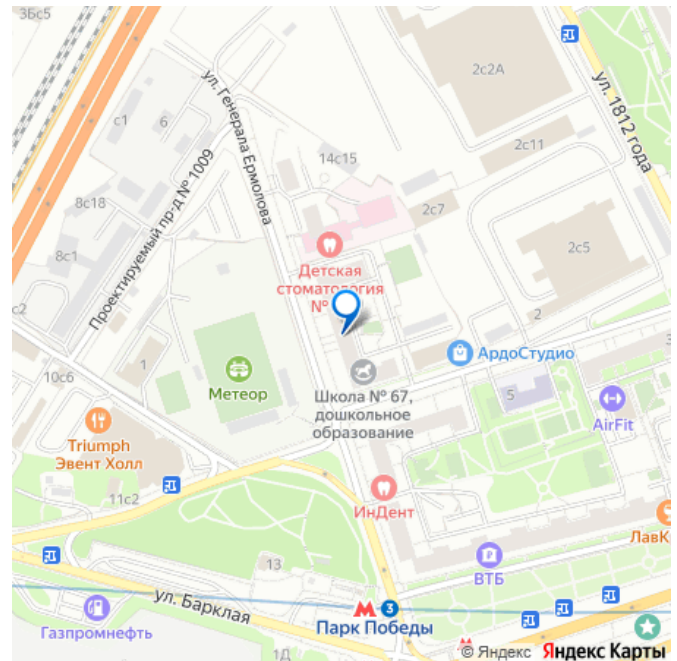 3Бс5
2с2А
ул. 1812 года
ул. Генерала Ермолова
с1
6
14с15
2с11
Проектируемый пр-д № 1009
8с18
2с7
8с1
2с5
Детская
стоматология
№
с2
2
1
АрдоСтудио
10с6
Метеор
Школа № 67,
дошкольное
образование
5
AirFit
Triumph
Эвент Холл
11с2
ИнДент
ЛавК
ВТБ
13
ул. Барклая
3
Парк Победы
Газпромнефть
1Д
© Яндекс Яндекс Карты